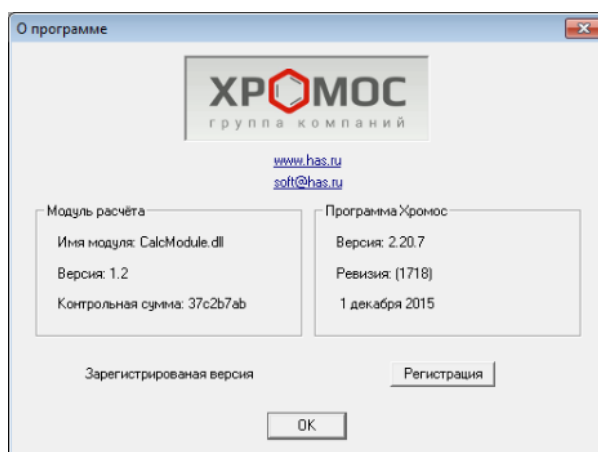 О программе
ХРОМОС
группа компаний
www.has.ru
soft@has.ru
Модуль расчёта
Имя модуля: CalcModule.dll
Версия: 1.2
Контрольная сумма: 37c2b7ab
Программа Хромос
Версия: 2.20.7
Ревизия: (1718)
1 декабря 2015
Зарегистрированая версия
Регистрация
OK